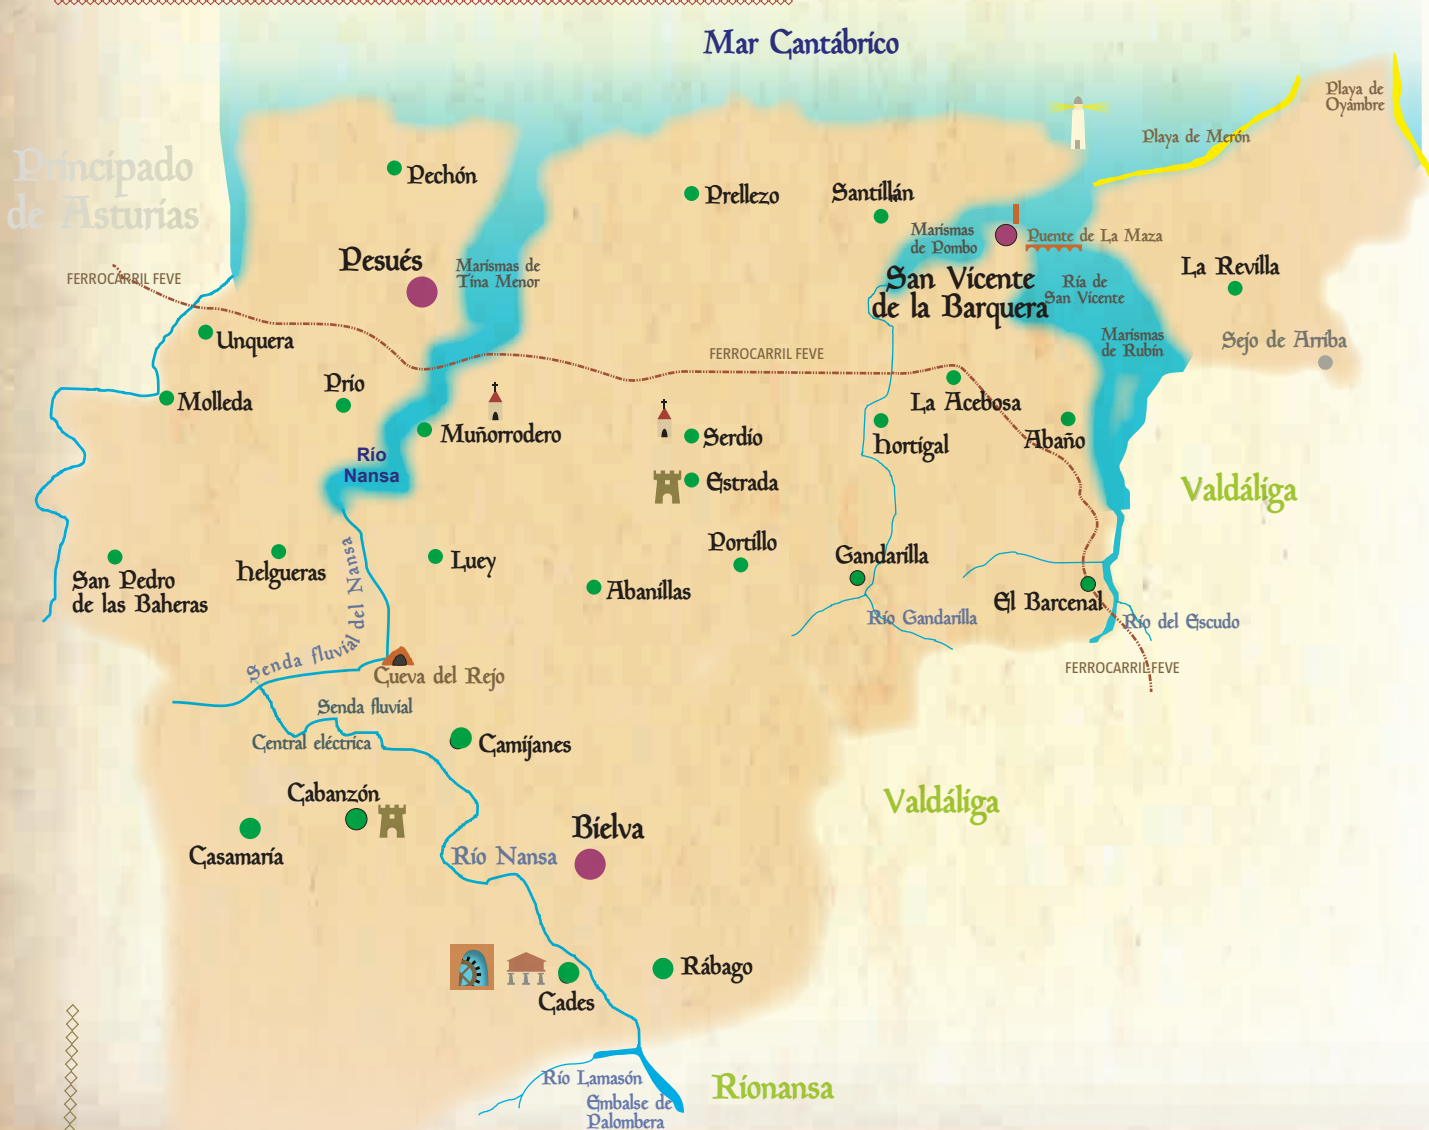 Mar Cantábrico
Playa de
Oyambre
Playa de Merón
Principado
de Asturias
Pechón
Prellezo
Santillán
Marismas
de Pombo
Puente de La Maza
Pesués
Marismas de
Tina Menor
La Revilla
FERROCARRIL FEVE
San Vicente
de la Barquera
Ría de
San Vicente
Unquera
Marismas
de Rubín
Sejo de Arriba
FERROCARRIL FEVE
Prío
Molleda
La Acebosa
Muñorrodero
Serdio
Hortigal
Abaño
Río
Nansa
Estrada
Valdáliga
Portillo
Gandarilla
Luey
Helgueras
San Pedro
de las Baheras
Abanillas
El Barcenal
Río Gandarilla
Río del Escudo
Senda fluvial del Nansa
FERROCARRIL FEVE
Cueva del Rejo
Senda fluvial
Central eléctrica
Camijanes
Cabanzón
Valdáliga
Bielva
Casamaría
Río Nansa
Rábago
Cades
Río Lamasón
Embalse de
Palombera
Rionansa